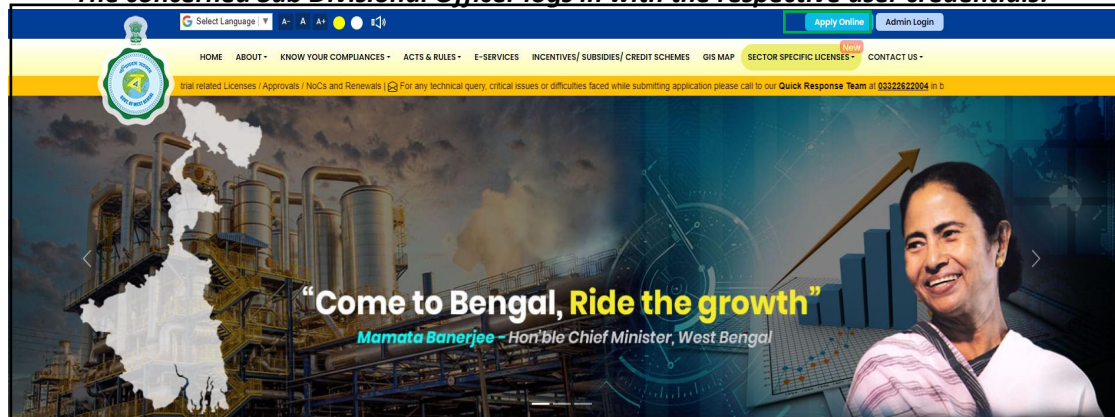 The concerned Sub-Divisional Officer logs in with the respective user credentials.
Select Language ▼ A- A A+ Apply Online Admin Login
New
HOME ABOUT KNOW YOUR COMPLIANCES ACTS & RULES E-SERVICES INCENTIVES/ SUBSIDIES/ CREDIT SCHEMES GIS MAP SECTOR SPECIFIC LICENSES CONTACT US
trial related Licenses / Approvals / NoCs and Renewals | For any technical query, critical issues or difficulties faced while submitting application please call to our Quick Response Team at 03322622004 in b
“Come to Bengal, Ride the growth”
Mamata Banerjee - Hon'ble Chief Minister, West Bengal